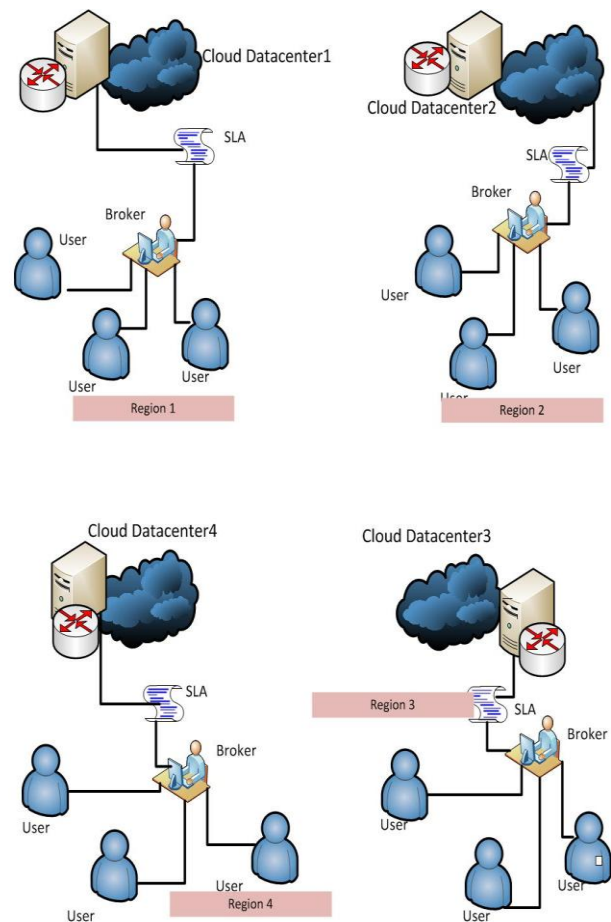 Cloud Datacenter1
SLA
Broker
User
User
User
Region 1
Cloud Datacenter2
SLA
Broker
User
User
User
Region 2
Cloud Datacenter4
SLA
Broker
User
User
User
Region 4
Cloud Datacenter3
Region 3
SLA
Broker
User
User
User